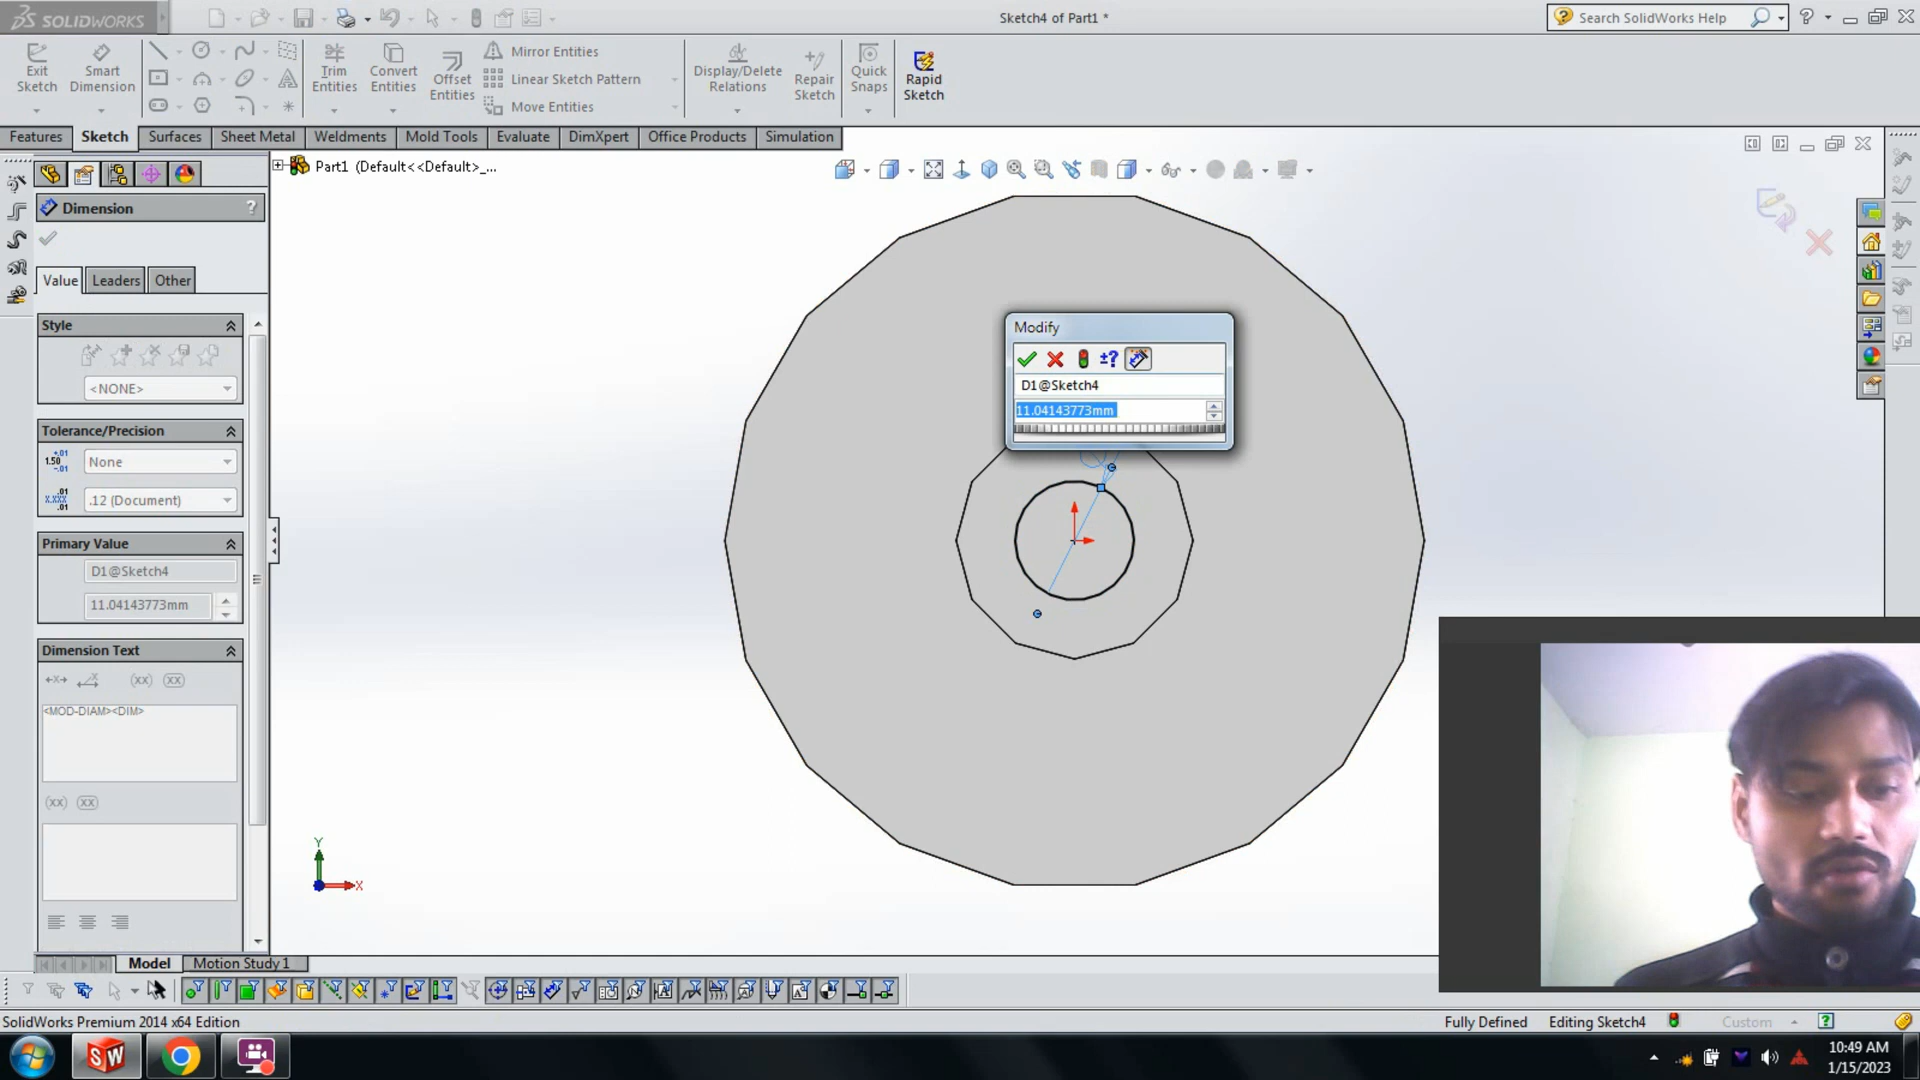 SOLIDWORKS
Sketch4 of Part1 *
Search SolidWorks Help
Exit Sketch
Smart Dimension
Trim Entities
Convert Entities
Offset Entities
Mirror Entities
Linear Sketch Pattern
Move Entities
Display/Delete Relations
Repair Sketch
Quick Snaps
Rapid Sketch
Features Sketch Surfaces Sheet Metal Weldments Mold Tools Evaluate DimXpert Office Products Simulation
Part1 (Default<<Default>_...
Dimension ?
Value Leaders Other
Style
<NONE>
Tolerance/Precision
None
.12 (Document)
Primary Value
D1@Sketch4
11.04143773mm
Dimension Text
(xx) (xx)
<MOD-DIAM><DIM>
(xx) (xx)
Modify
±?
D1@Sketch4
11.04143773mm
Y
X
Model Motion Study 1
SolidWorks Premium 2014 x64 Edition
Fully Defined Editing Sketch4 Custom
10:49 AM
1/15/2023